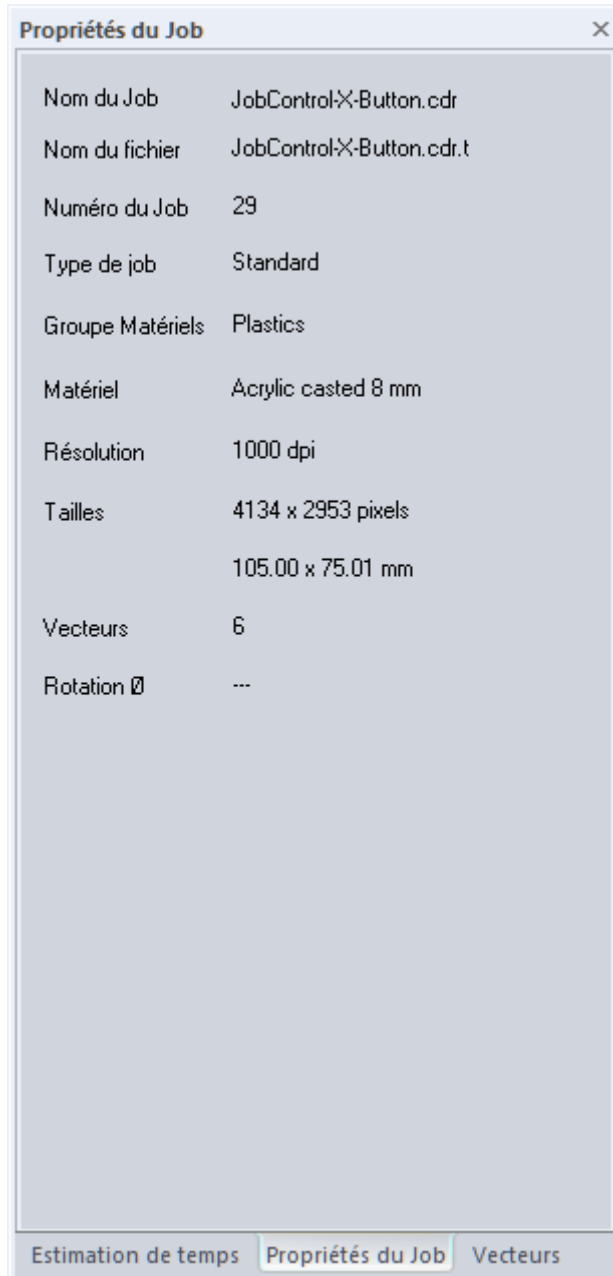 Propriétés du Job
Nom du Job JobControl-X-Button.cdr
Nom du fichier JobControl-X-Button.cdr.t
Numéro du Job 29
Type de job Standard
Groupe Matériels Plastics
Matériel Acrylic casted 8 mm
Résolution 1000 dpi
Tailles 4134 x 2953 pixels
105.00 x 75.01 mm
Vecteurs 6
Rotation Ø ---
Estimation de temps Propriétés du Job Vecteurs